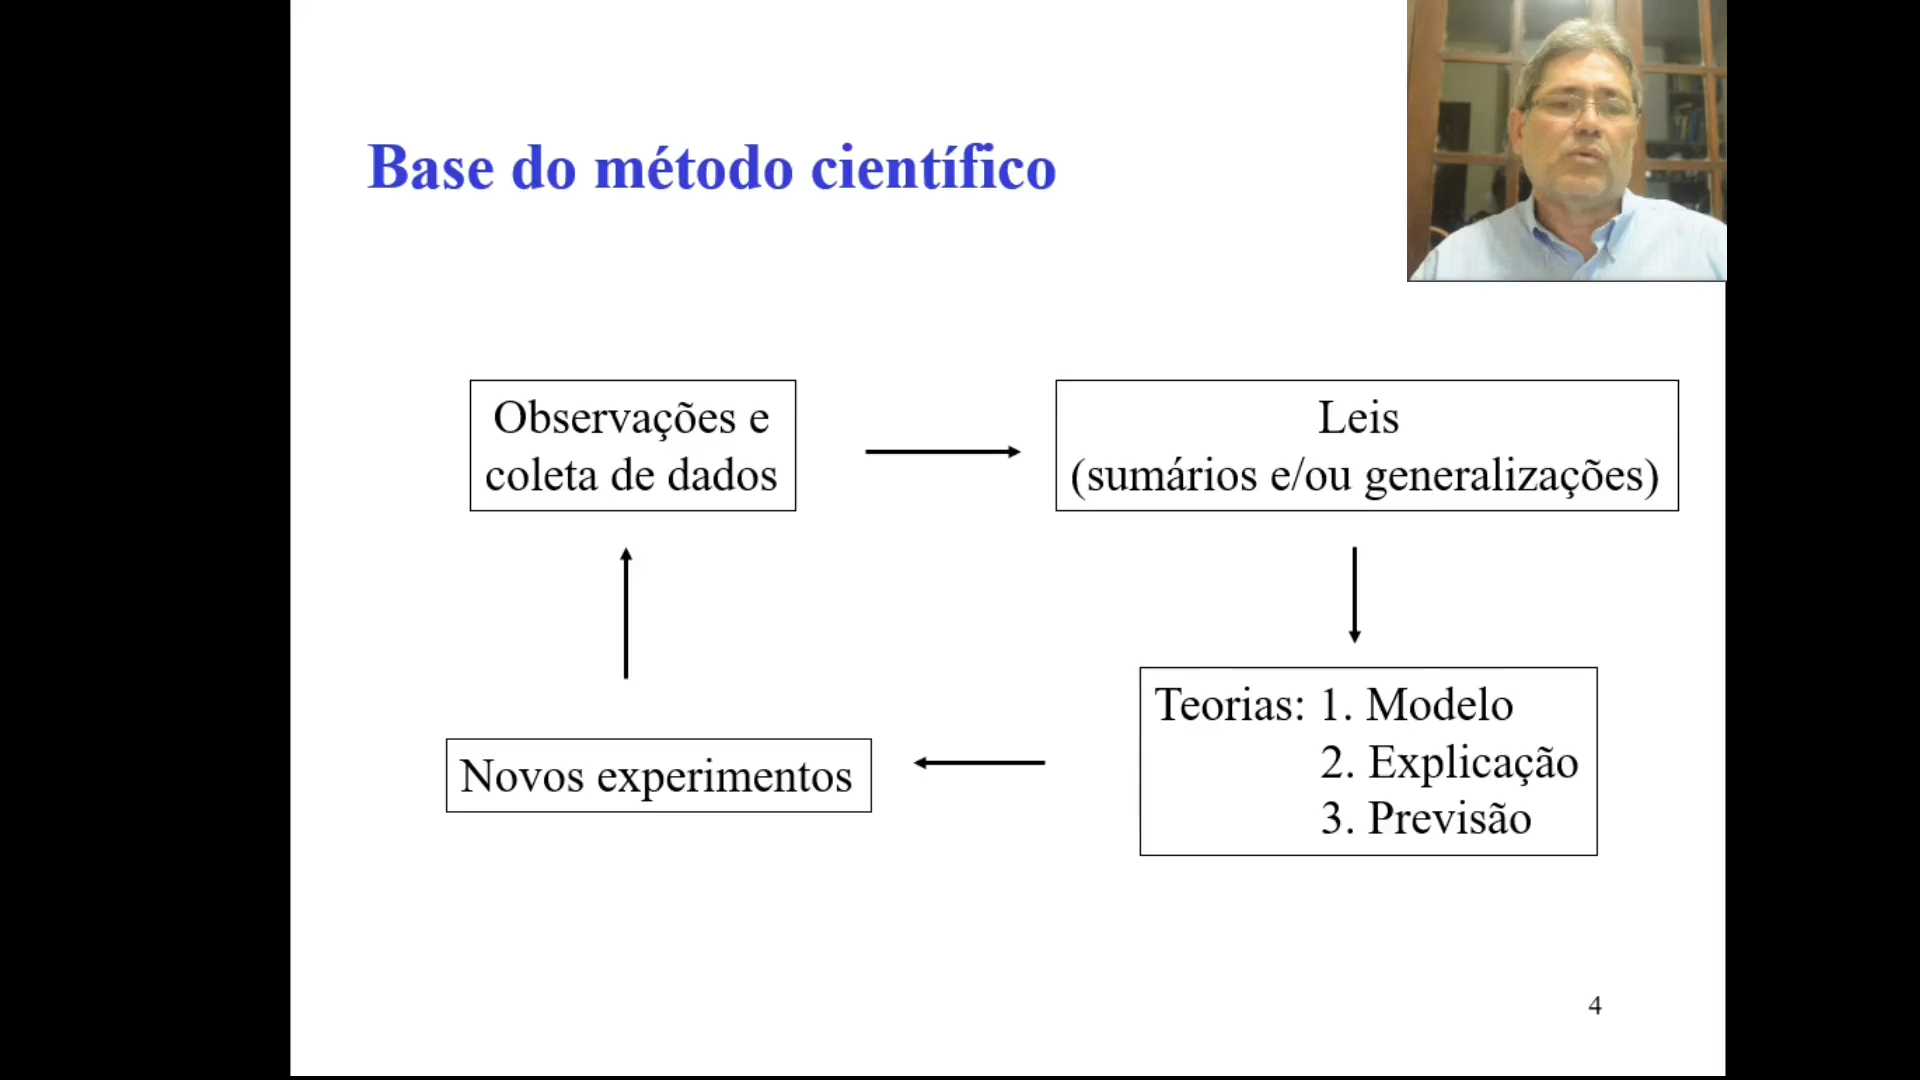 Base do método científico
Observações e
coleta de dados
Leis
(sumários e/ou generalizações)
Teorias: 1. Modelo
2. Explicação
3. Previsão
Novos experimentos
4